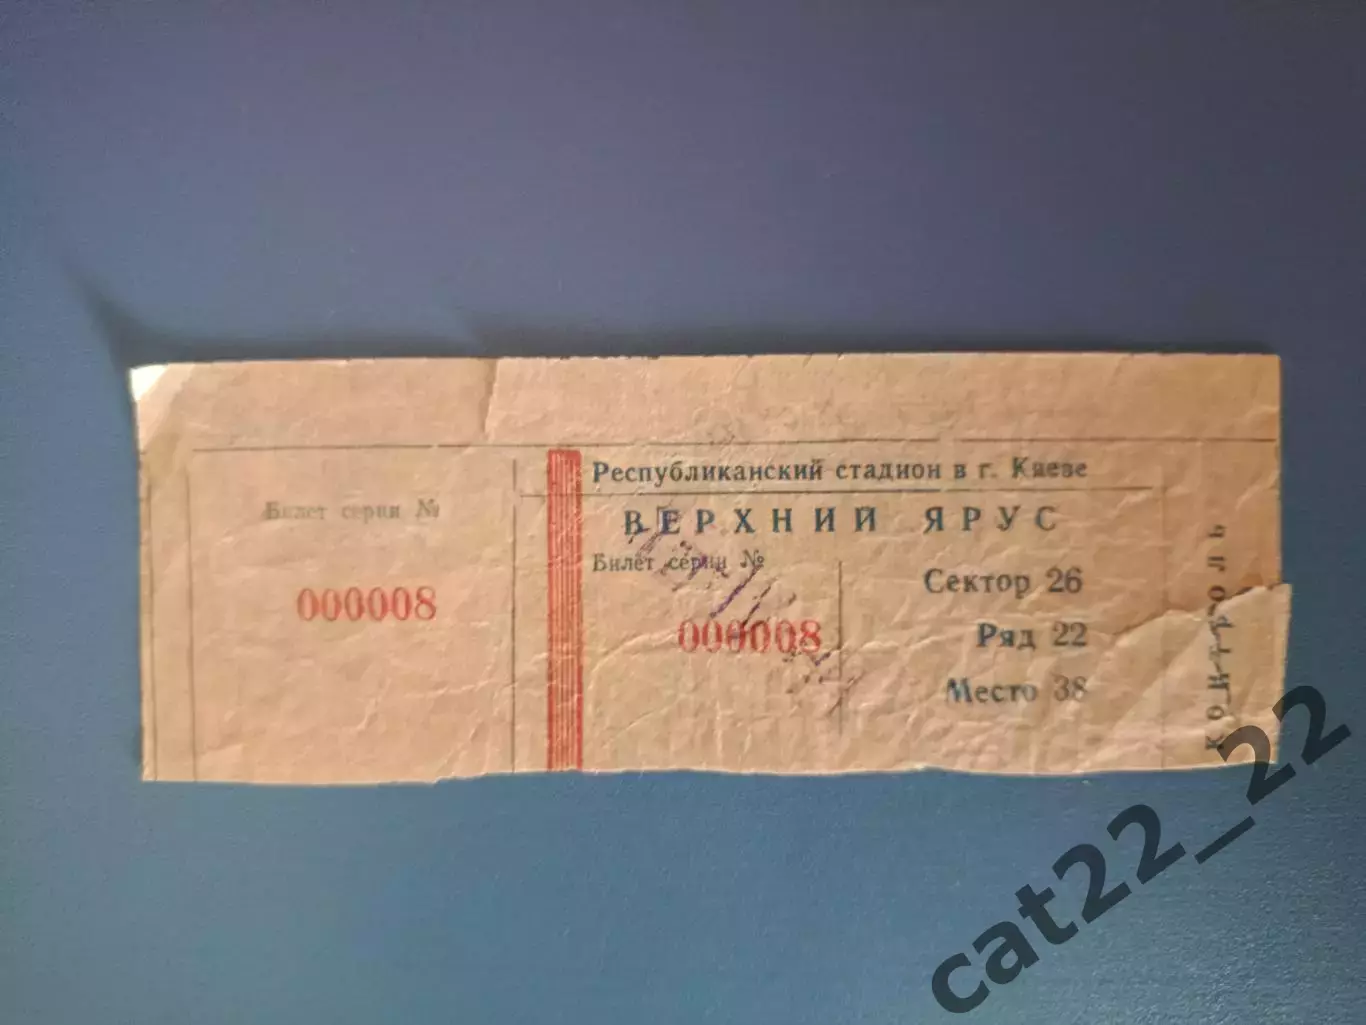 Билет серии №
000008
Республиканский стадион в г. Киеве
ВЕРХНИЙ ЯРУС
Билет серии №
000008
Сектор 26
Ряд 22
Место 38
КОНТРОЛЬ
cat22_22